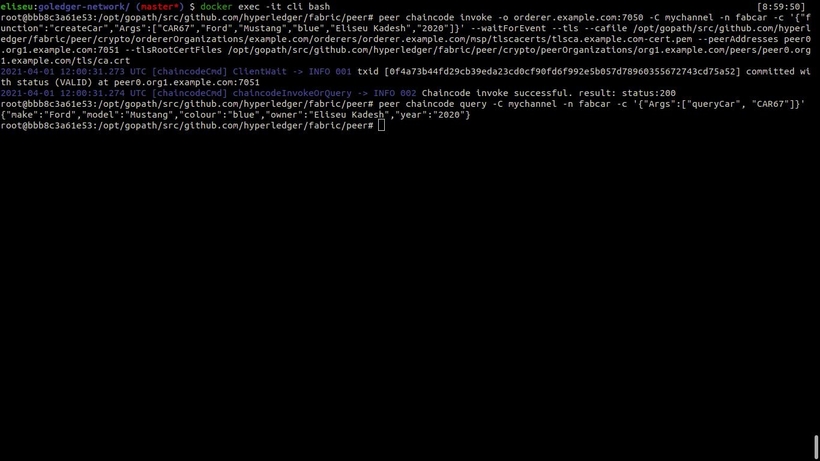 eliseu:goledger-network/ (master*) $ docker exec -it cli bash [8:59:50]
root@bbb8c3a61e53:/opt/gopath/src/github.com/hyperledger/fabric/peer# peer chaincode invoke -o orderer.example.com:7050 -C mychannel -n fabcar -c '{"f
unction":"createCar","Args":["CAR67","Ford","Mustang","blue","Eliseu Kadesh","2020"]}' --waitForEvent --tls --cafile /opt/gopath/src/github.com/hyperl
edger/fabric/peer/crypto/ordererOrganizations/example.com/orderers/orderer.example.com/msp/tlscacerts/tlsca.example.com-cert.pem --peerAddresses peer0
.org1.example.com:7051 --tlsRootCertFiles /opt/gopath/src/github.com/hyperledger/fabric/peer/crypto/peerOrganizations/org1.example.com/peers/peer0.org
1.example.com/tls/ca.crt
2021-04-01 12:00:31.273 UTC [chaincodeCmd] ClientWait -> INFO 001 txid [0f4a73b44fd29cb39eda23cd0cf90fd6f992e5b057d78960355672743cd75a52] committed wi
th status (VALID) at peer0.org1.example.com:7051
2021-04-01 12:00:31.274 UTC [chaincodeCmd] chaincodeInvokeOrQuery -> INFO 002 Chaincode invoke successful. result: status:200
root@bbb8c3a61e53:/opt/gopath/src/github.com/hyperledger/fabric/peer# peer chaincode query -C mychannel -n fabcar -c '{"Args":["queryCar", "CAR67"]}'
{"make":"Ford","model":"Mustang","colour":"blue","owner":"Eliseu Kadesh","year":"2020"}
root@bbb8c3a61e53:/opt/gopath/src/github.com/hyperledger/fabric/peer#